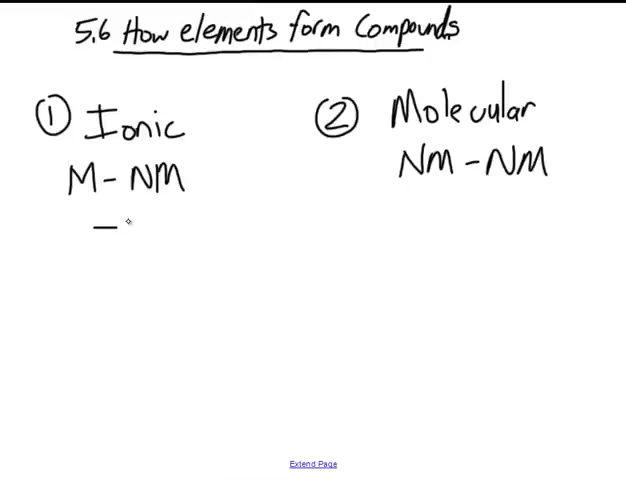 5.6 How elements form Compounds
① Ionic
② Molecular
M - NM
NM - NM
Extend Page